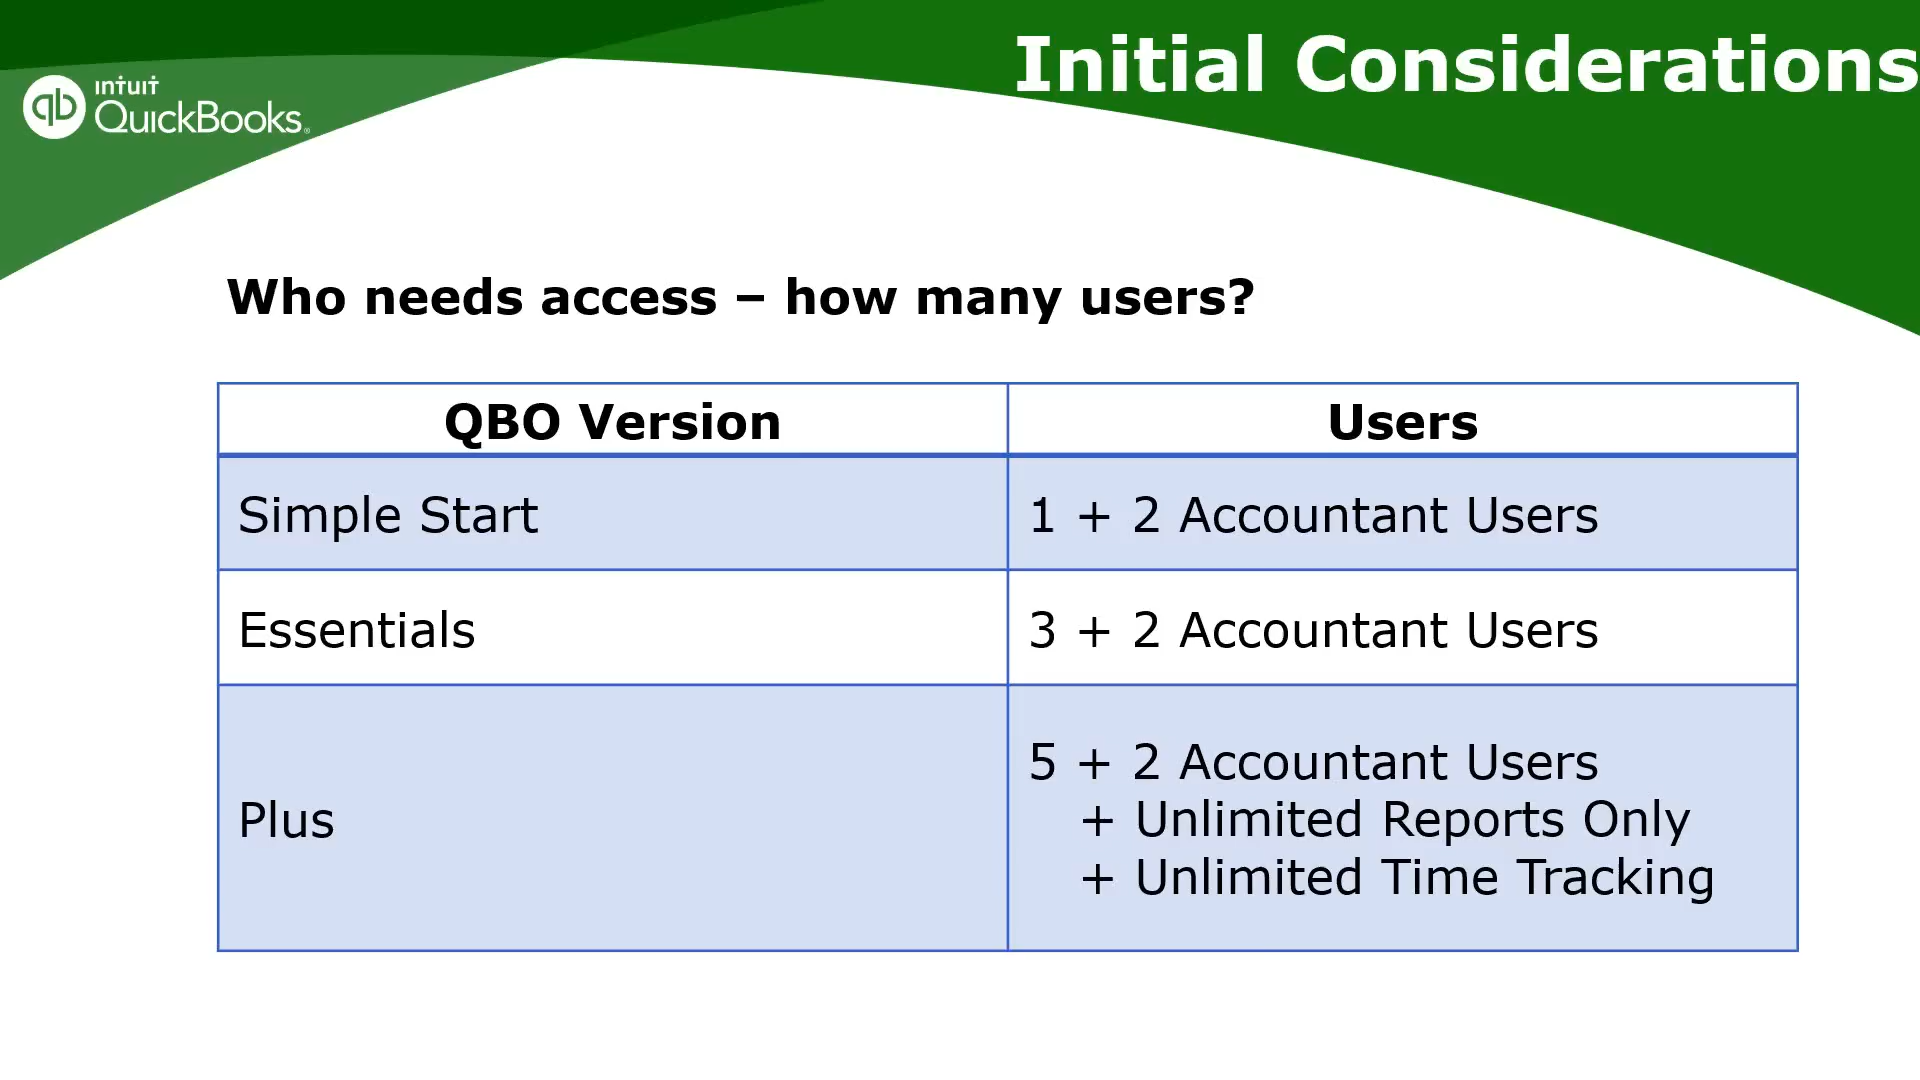 Initial Considerations
intuit
QuickBooks®
Who needs access – how many users?
QBO Version
Users
Simple Start
1 + 2 Accountant Users
Essentials
3 + 2 Accountant Users
Plus
5 + 2 Accountant Users
+ Unlimited Reports Only
+ Unlimited Time Tracking